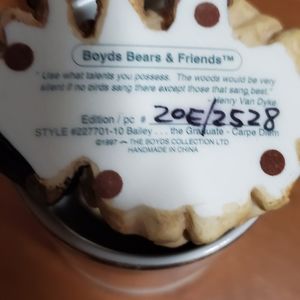 Boyds Bears & Friends™
"Use what talents you possess. The woods would be very
silent if no birds sang there except those that sang best."
Henry Van Dyke
Edition / pc # 20E/2528
STYLE #227701-10 Bailey . . . the Graduate - Carpe Diem
©1997 THE BOYDS COLLECTION LTD
HANDMADE IN CHINA